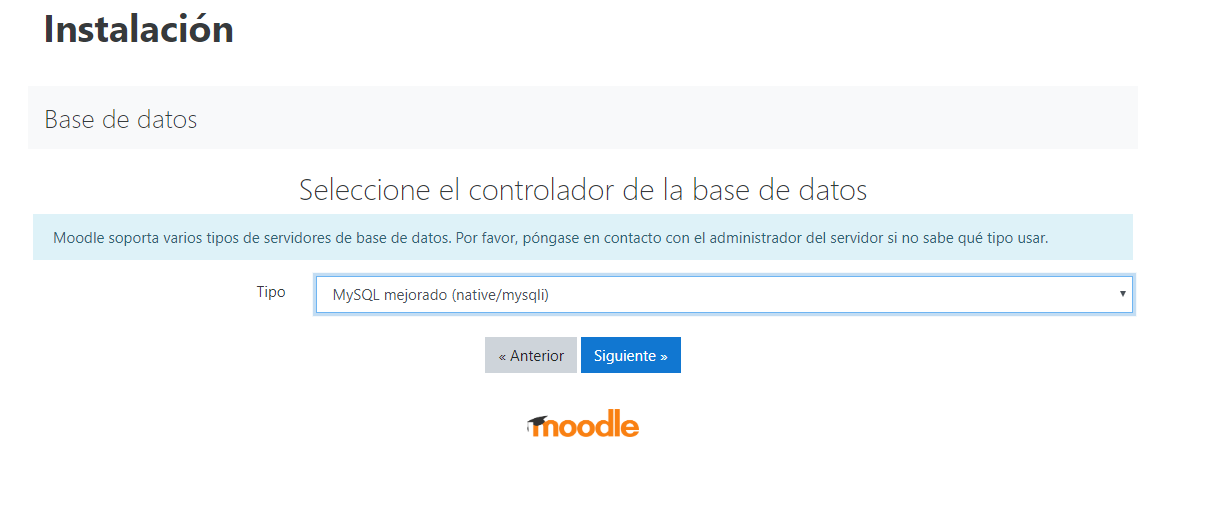 Instalación
Base de datos
Seleccione el controlador de la base de datos
Moodle soporta varios tipos de servidores de base de datos. Por favor, póngase en contacto con el administrador del servidor si no sabe qué tipo usar.
Tipo
MySQL mejorado (native/mysqli)
« Anterior
Siguiente »
moodle